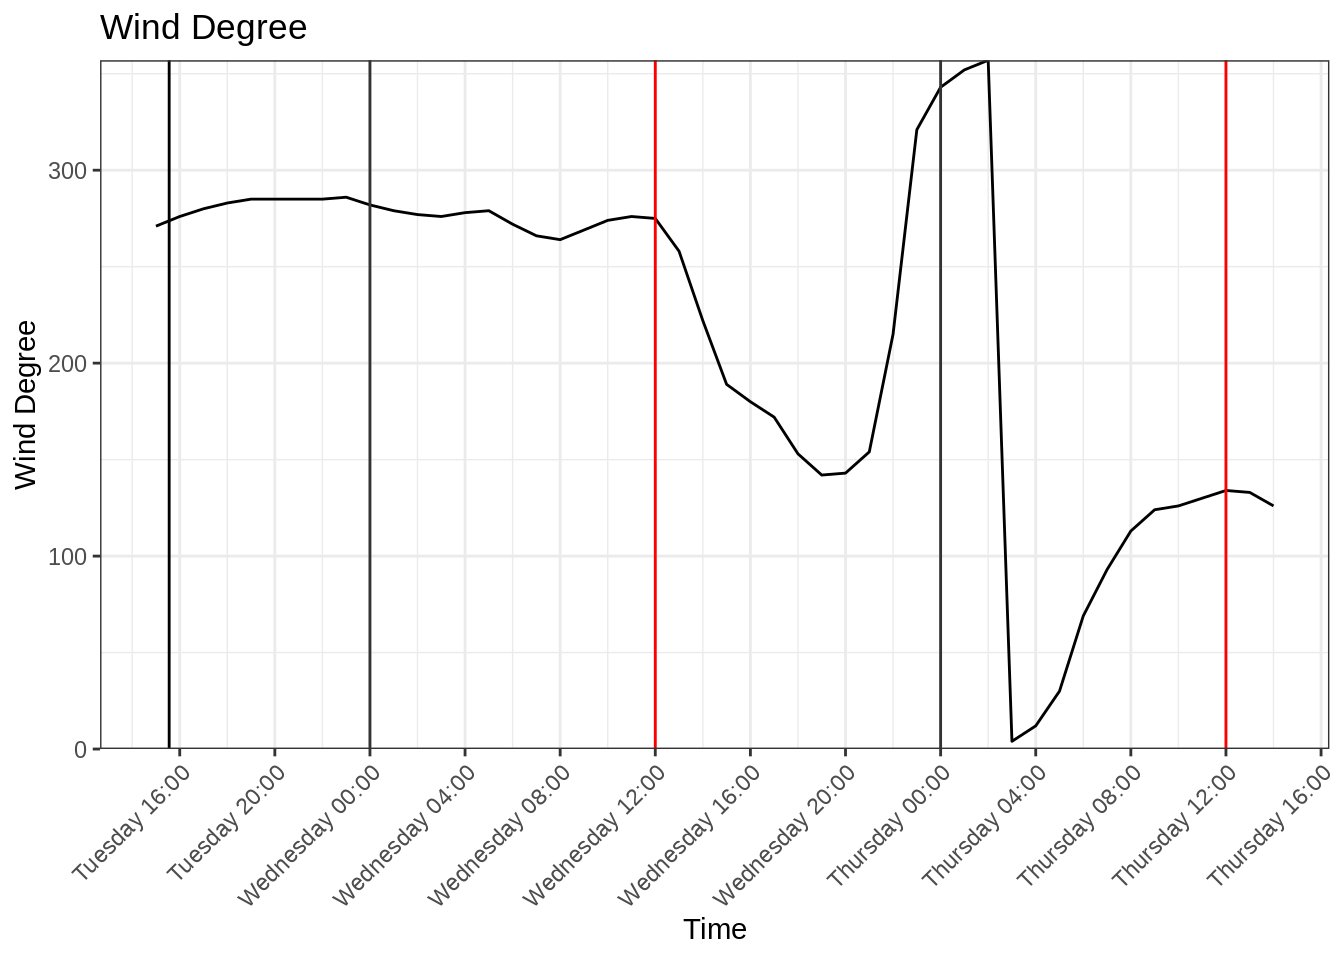 Wind Degree
Wind Degree
300
200
100
0
Tuesday 16:00
Tuesday 20:00
Wednesday 00:00
Wednesday 04:00
Wednesday 08:00
Wednesday 12:00
Wednesday 16:00
Wednesday 20:00
Thursday 00:00
Thursday 04:00
Thursday 08:00
Thursday 12:00
Thursday 16:00
Time